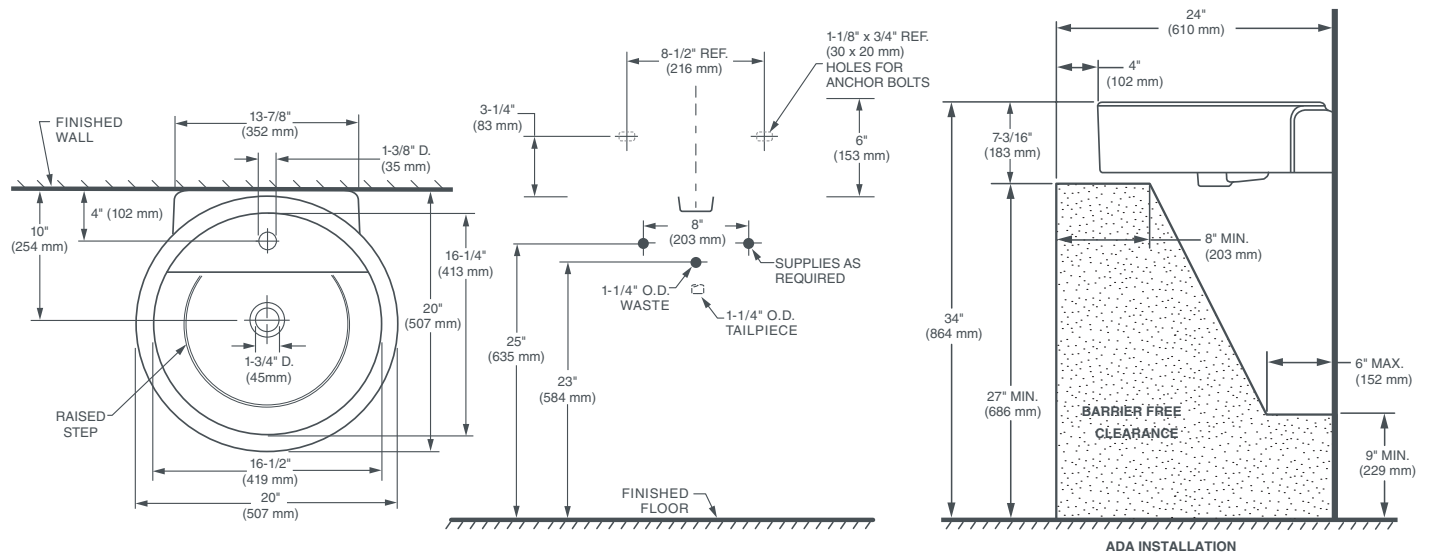 FINISHED
WALL
13-7/8"
(352 mm)
1-3/8" D.
(35 mm)
4" (102 mm)
10"
(254 mm)
16-1/4"
(413 mm)
20"
(507 mm)
1-3/4" D.
(45mm)
RAISED
STEP
16-1/2"
(419 mm)
20"
(507 mm)
8-1/2" REF.
(216 mm)
1-1/8" x 3/4" REF.
(30 x 20 mm)
HOLES FOR
ANCHOR BOLTS
3-1/4"
(83 mm)
6"
(153 mm)
8"
(203 mm)
SUPPLIES AS
REQUIRED
1-1/4" O.D.
WASTE
1-1/4" O.D.
TAILPIECE
25"
(635 mm)
23"
(584 mm)
FINISHED
FLOOR
24"
(610 mm)
4"
(102 mm)
7-3/16"
(183 mm)
8" MIN.
(203 mm)
34"
(864 mm)
27" MIN.
(686 mm)
6" MAX.
(152 mm)
BARRIER FREE
CLEARANCE
9" MIN.
(229 mm)
ADA INSTALLATION